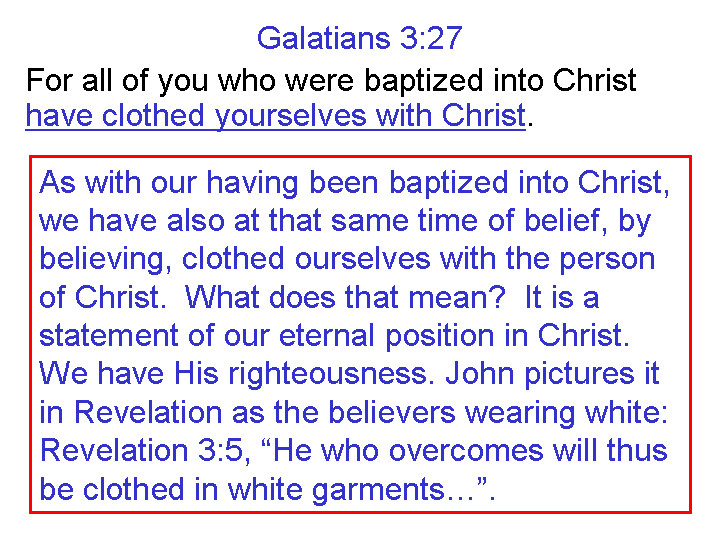 Galatians 3:27
For all of you who were baptized into Christ
have clothed yourselves with Christ.
As with our having been baptized into Christ,
we have also at that same time of belief, by
believing, clothed ourselves with the person
of Christ.  What does that mean?  It is a
statement of our eternal position in Christ.
We have His righteousness. John pictures it
in Revelation as the believers wearing white:
Revelation 3:5, “He who overcomes will thus
be clothed in white garments…”.